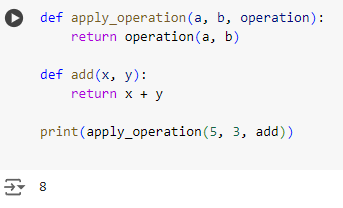 def apply_operation(a, b, operation):
    return operation(a, b)

def add(x, y):
    return x + y

print(apply_operation(5, 3, add))

8